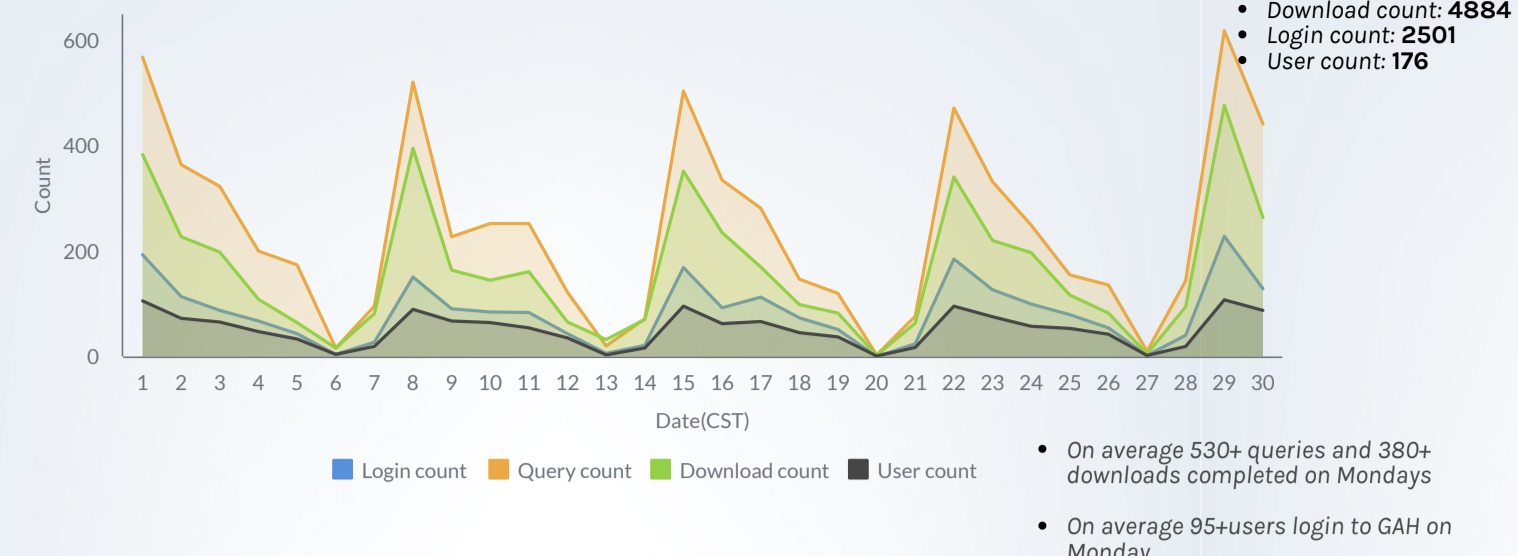 Download count: 4884
Login count: 2501
User count: 176
600
400
200
0
Count
1 2 3 4 5 6 7 8 9 10 11 12 13 14 15 16 17 18 19 20 21 22 23 24 25 26 27 28 29 30
Date(CST)
Login count Query count Download count User count
On average 530+ queries and 380+
downloads completed on Mondays
On average 95+users login to GAH on
Monday